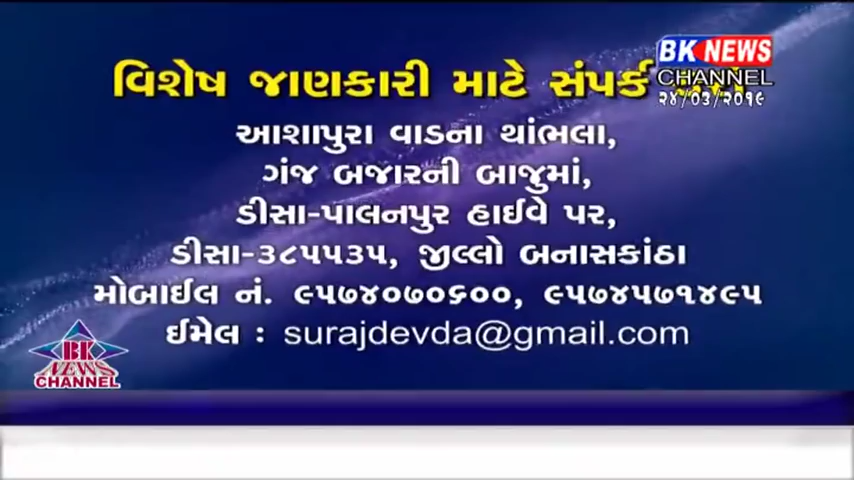 વિશેષ જાણકારી માટે સંપર્ક
BK NEWS
CHANNEL
૨૪/૦૩/૨૦૧૯
આશાપુરા વાડના થાંભલા,
ગંજ બજારની બાજુમાં,
ડીસા-પાલનપુર હાઈવે પર,
ડીસા-૩૮૫૫૩૫, જીલ્લો બનાસકાંઠા
મોબાઈલ નં. ૯૫૭૪૦૭૦૬૦૦, ૯૫૭૪૫૭૧૪૯૫
ઈમેલ : surajdevda@gmail.com
BK
NEWS
CHANNEL